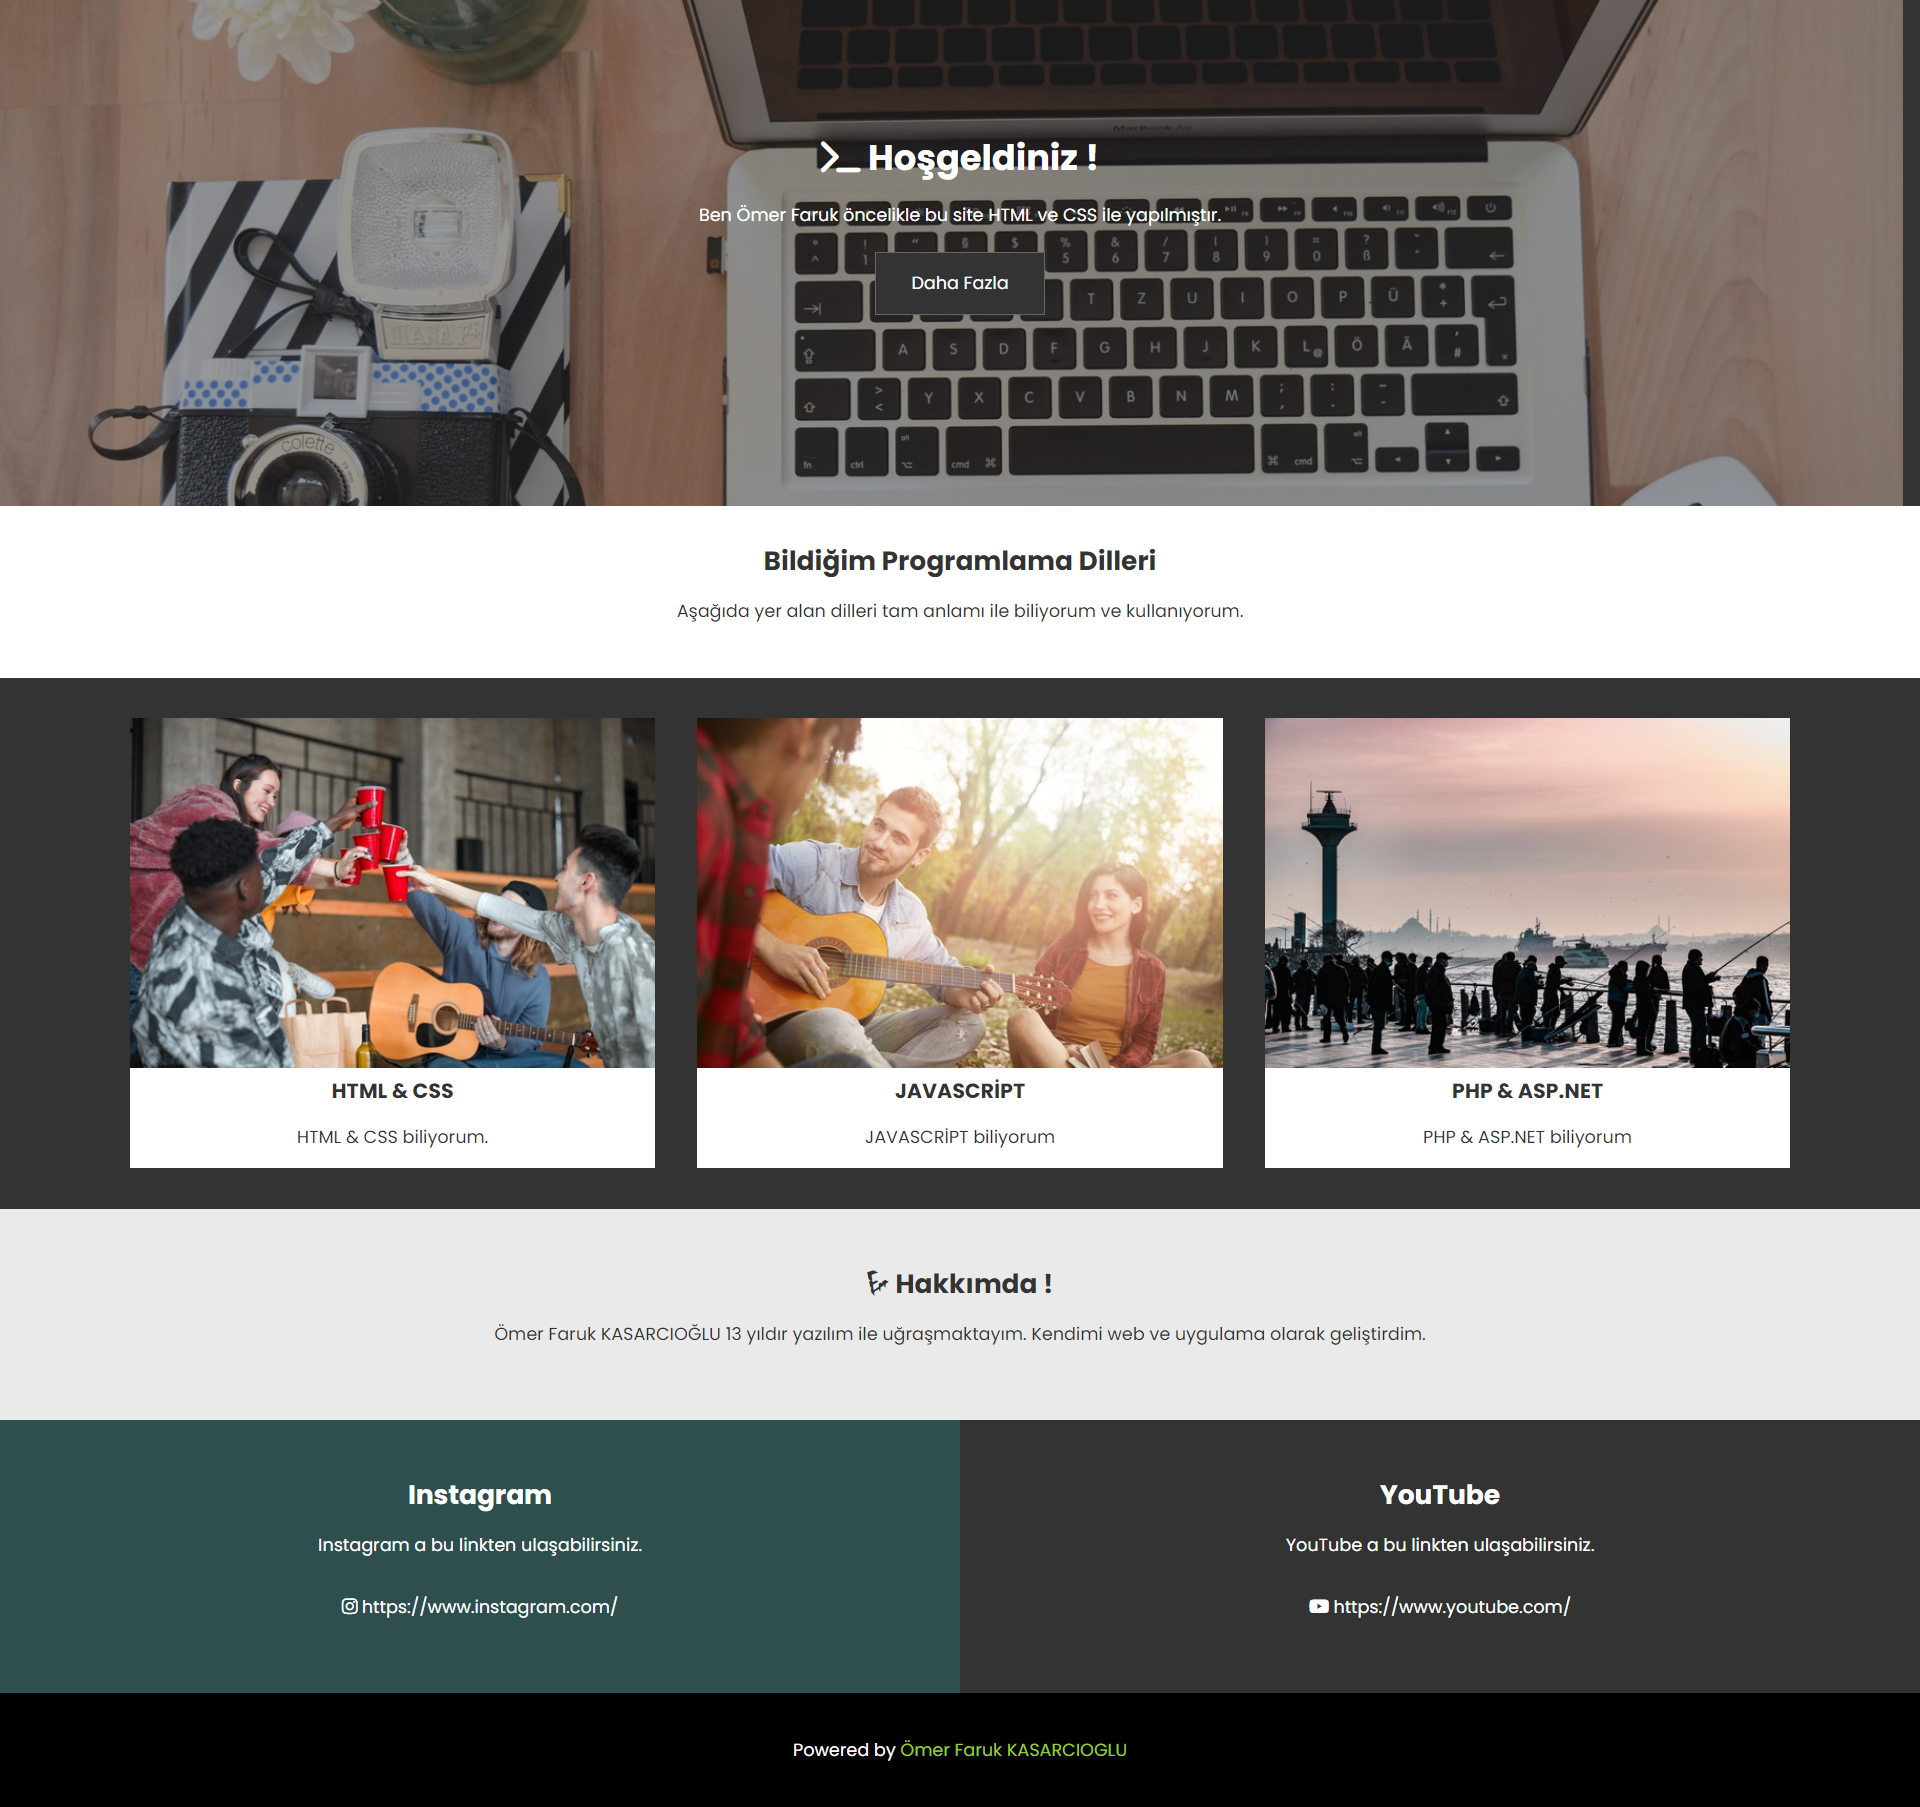 MacBook Air
Hoşgeldiniz !
Ben Ömer Faruk öncelikle bu site HTML ve CSS ile yapılmıştır.
Daha Fazla
DIANA F+
colette
Bildiğim Programlama Dilleri
Aşağıda yer alan dilleri tam anlamı ile biliyorum ve kullanıyorum.
HTML & CSS
HTML & CSS biliyorum.
JAVASCRİPT
JAVASCRİPT biliyorum
PHP & ASP.NET
PHP & ASP.NET biliyorum
Hakkımda !
Ömer Faruk KASARCIOĞLU 13 yıldır yazılım ile uğraşmaktayım. Kendimi web ve uygulama olarak geliştirdim.
Instagram
Instagram a bu linkten ulaşabilirsiniz.
https://www.instagram.com/
YouTube
YouTube a bu linkten ulaşabilirsiniz.
https://www.youtube.com/
Powered by Ömer Faruk KASARCIOGLU